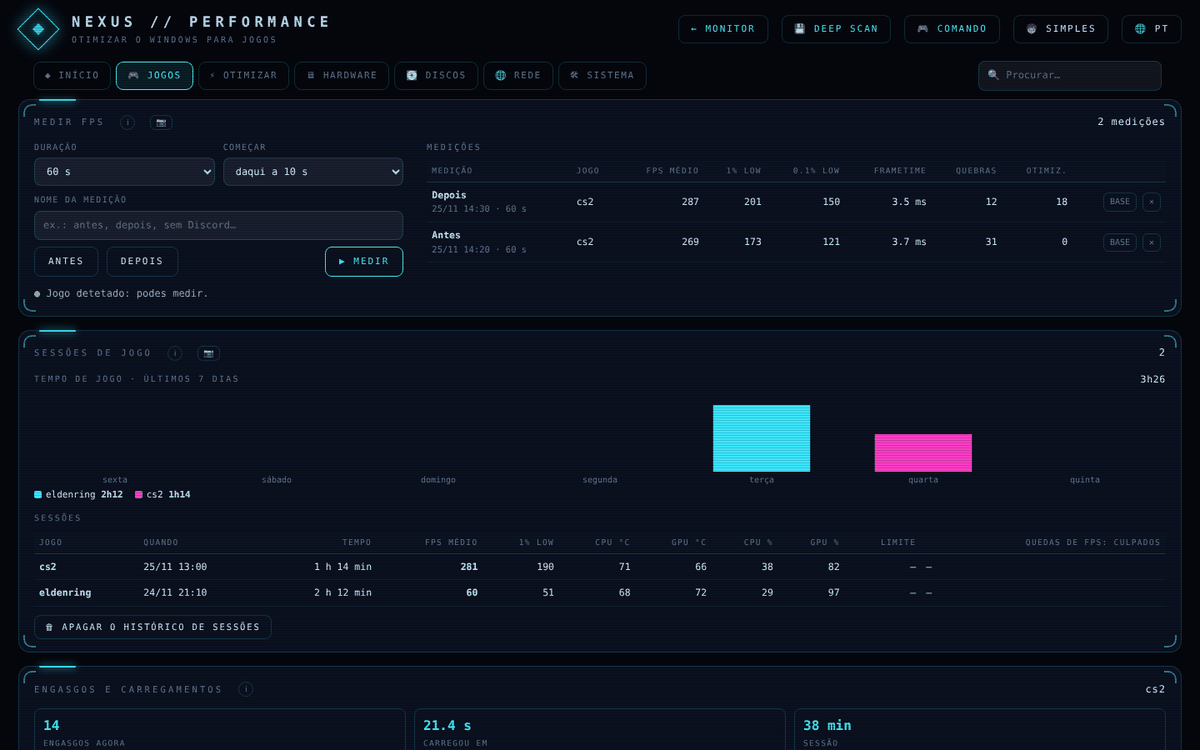 NEXUS // PERFORMANCE
OTIMIZAR O WINDOWS PARA JOGOS
← MONITOR
DEEP SCAN
COMANDO
SIMPLES
PT
INÍCIO
JOGOS
OTIMIZAR
HARDWARE
DISCOS
REDE
SISTEMA
Procurar…
MEDIR FPS i
2 medições
DURAÇÃO
60 s
COMEÇAR
daqui a 10 s
NOME DA MEDIÇÃO
ex.: antes, depois, sem Discord…
ANTES
DEPOIS
▶ MEDIR
● Jogo detetado: podes medir.
MEDIÇÕES
MEDIÇÃO JOGO FPS MÉDIO 1% LOW 0.1% LOW FRAMETIME QUEBRAS OTIMIZ.
Depois
25/11 14:30 · 60 s
cs2 287 201 150 3.5 ms 12 18 BASE ×
Antes
25/11 14:20 · 60 s
cs2 269 173 121 3.7 ms 31 0 BASE ×
SESSÕES DE JOGO i
2
TEMPO DE JOGO · ÚLTIMOS 7 DIAS
3h26
sexta sábado domingo segunda terça quarta quinta
eldenring 2h12 cs2 1h14
SESSÕES
JOGO QUANDO TEMPO FPS MÉDIO 1% LOW CPU °C GPU °C CPU % GPU % LIMITE QUEDAS DE FPS: CULPADOS
cs2 25/11 13:00 1 h 14 min 281 190 71 66 38 82 — —
eldenring 24/11 21:10 2 h 12 min 60 51 68 72 29 97 — —
APAGAR O HISTÓRICO DE SESSÕES
ENGASGOS E CARREGAMENTOS i
cs2
14
ENGASGOS AGORA
21.4 s
CARREGOU EM
38 min
SESSÃO